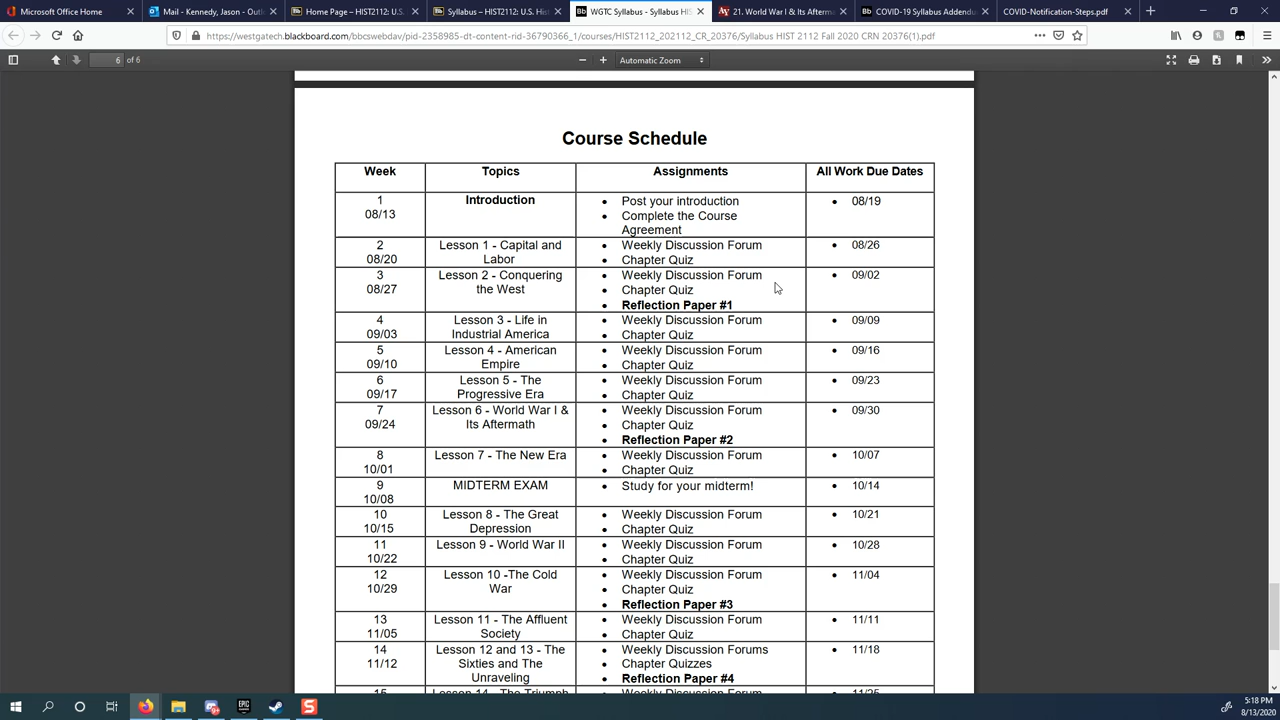 Microsoft Office Home
Mail - Kennedy, Jason - Outl
Home Page – HIST2112: U.S.
Syllabus – HIST2112: U.S. Hist
WGTC Syllabus - Syllabus HIS
21. World War I & Its Afterma
COVID-19 Syllabus Addendu
COVID-Notification-Steps.pdf
https://westgatech.blackboard.com/bbcswebdav/pid-2358985-dt-content-rid-36790366_1/courses/HIST2112_202112_CR_20376/Syllabus HIST 2112 Fall 2020 CRN 20376(1).pdf
6 of 6
Automatic Zoom
Course Schedule
Week Topics Assignments All Work Due Dates
1 Introduction • Post your introduction • 08/19
08/13 • Complete the Course
Agreement
2 Lesson 1 - Capital and • Weekly Discussion Forum • 08/26
08/20 Labor • Chapter Quiz
3 Lesson 2 - Conquering • Weekly Discussion Forum • 09/02
08/27 the West • Chapter Quiz
• Reflection Paper #1
4 Lesson 3 - Life in • Weekly Discussion Forum • 09/09
09/03 Industrial America • Chapter Quiz
5 Lesson 4 - American • Weekly Discussion Forum • 09/16
09/10 Empire • Chapter Quiz
6 Lesson 5 - The • Weekly Discussion Forum • 09/23
09/17 Progressive Era • Chapter Quiz
7 Lesson 6 - World War I & • Weekly Discussion Forum • 09/30
09/24 Its Aftermath • Chapter Quiz
• Reflection Paper #2
8 Lesson 7 - The New Era • Weekly Discussion Forum • 10/07
10/01 • Chapter Quiz
9 MIDTERM EXAM • Study for your midterm! • 10/14
10/08
10 Lesson 8 - The Great • Weekly Discussion Forum • 10/21
10/15 Depression • Chapter Quiz
11 Lesson 9 - World War II • Weekly Discussion Forum • 10/28
10/22 • Chapter Quiz
12 Lesson 10 -The Cold • Weekly Discussion Forum • 11/04
10/29 War • Chapter Quiz
• Reflection Paper #3
13 Lesson 11 - The Affluent • Weekly Discussion Forum • 11/11
11/05 Society • Chapter Quiz
14 Lesson 12 and 13 - The • Weekly Discussion Forums • 11/18
11/12 Sixties and The • Chapter Quizzes
Unraveling • Reflection Paper #4
15 Lesson 14 - The Triumph • Weekly Discussion Forum • 11/25
5:18 PM
8/13/2020